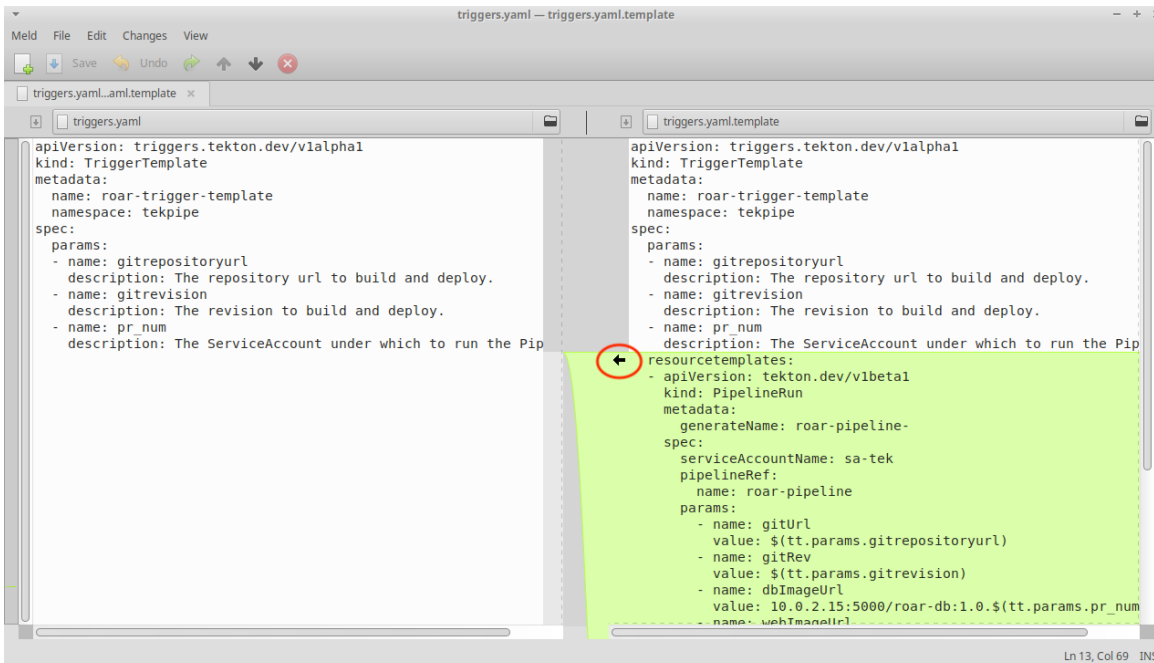 triggers.yaml — triggers.yaml.template
Meld File Edit Changes View
Save Undo
triggers.yaml...aml.template
triggers.yaml
triggers.yaml.template
apiVersion: triggers.tekton.dev/v1alpha1
kind: TriggerTemplate
metadata:
  name: roar-trigger-template
  namespace: tekpipe
spec:
  params:
  - name: gitrepositoryurl
    description: The repository url to build and deploy.
  - name: gitrevision
    description: The revision to build and deploy.
  - name: pr_num
    description: The ServiceAccount under which to run the Pip
apiVersion: triggers.tekton.dev/v1alpha1
kind: TriggerTemplate
metadata:
  name: roar-trigger-template
  namespace: tekpipe
spec:
  params:
  - name: gitrepositoryurl
    description: The repository url to build and deploy.
  - name: gitrevision
    description: The revision to build and deploy.
  - name: pr_num
    description: The ServiceAccount under which to run the Pip
  resourcetemplates:
  - apiVersion: tekton.dev/v1beta1
    kind: PipelineRun
    metadata:
      generateName: roar-pipeline-
    spec:
      serviceAccountName: sa-tek
      pipelineRef:
        name: roar-pipeline
      params:
        - name: gitUrl
          value: $(tt.params.gitrepositoryurl)
        - name: gitRev
          value: $(tt.params.gitrevision)
        - name: dbImageUrl
          value: 10.0.2.15:5000/roar-db:1.0.$(tt.params.pr_num
        - name: webImageUrl
Ln 13, Col 69 INS